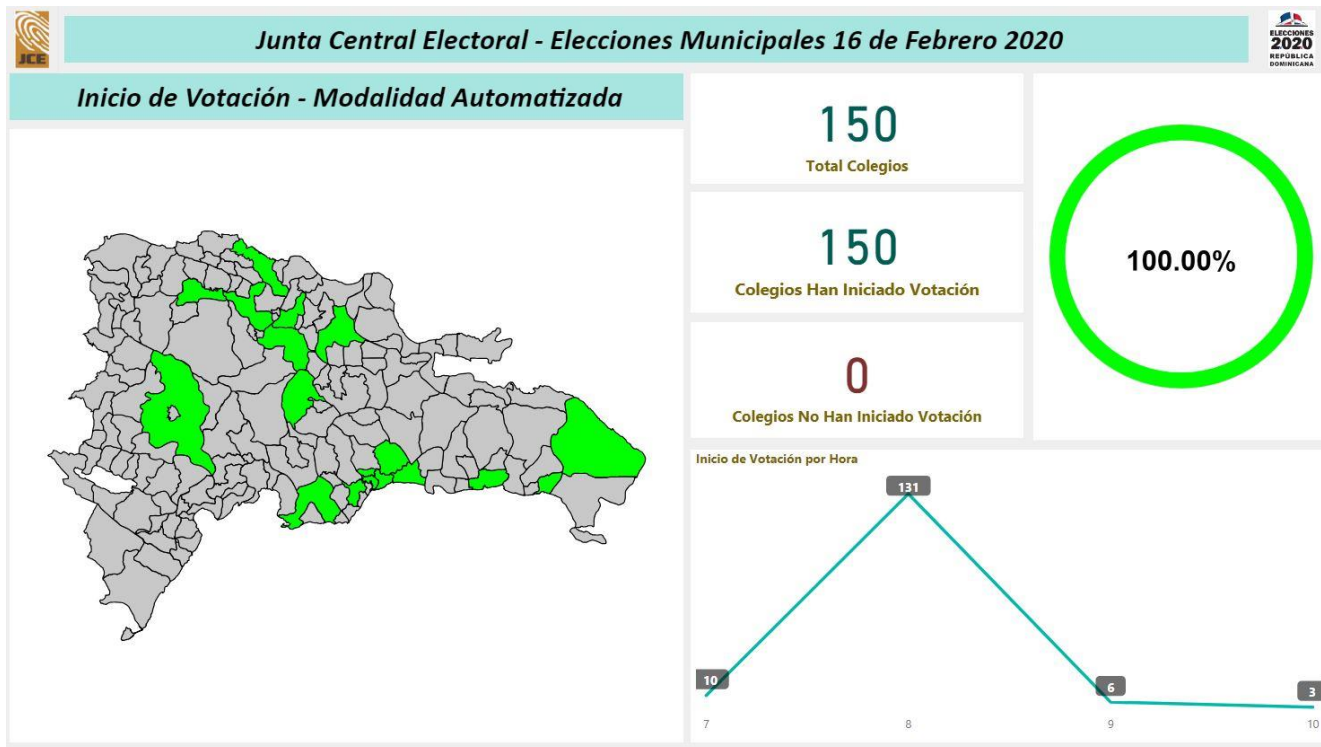 JCE
Junta Central Electoral - Elecciones Municipales 16 de Febrero 2020
ELECCIONES
2020
REPÚBLICA
DOMINICANA
Inicio de Votación - Modalidad Automatizada
150
Total Colegios
150
Colegios Han Iniciado Votación
0
Colegios No Han Iniciado Votación
100.00%
Inicio de Votación por Hora
131
10
6
3
7 8 9 10